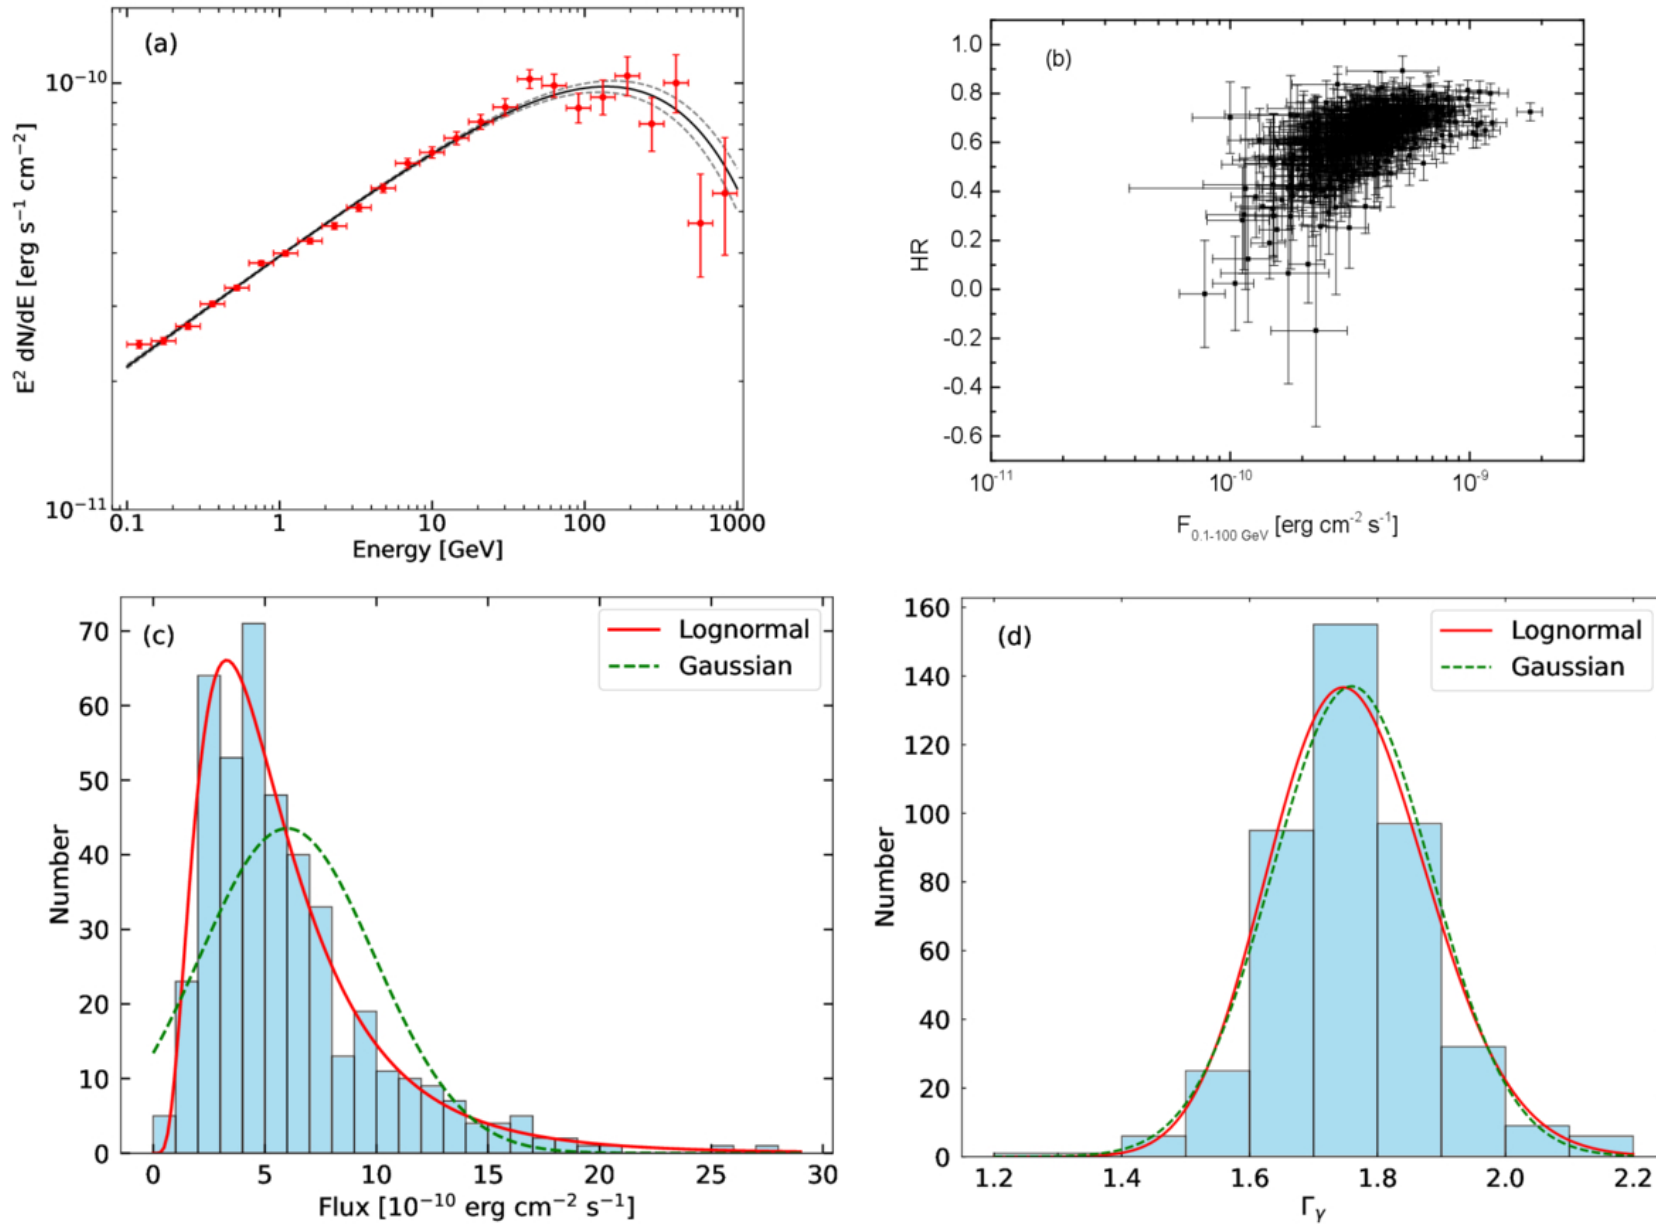 (a)
10⁻¹⁰
10⁻¹¹
E² dN/dE [erg s⁻¹ cm⁻²]
0.1 1 10 100 1000
Energy [GeV]
(b)
1.0
0.8
0.6
0.4
0.2
0.0
-0.2
-0.4
-0.6
HR
10⁻¹¹ 10⁻¹⁰ 10⁻⁹
F₀.₁₋₁₀₀ GeV [erg cm⁻² s⁻¹]
(c)
Lognormal
Gaussian
70
60
50
40
30
20
10
0
Number
0 5 10 15 20 25 30
Flux [10⁻¹⁰ erg cm⁻² s⁻¹]
(d)
Lognormal
Gaussian
160
140
120
100
80
60
40
20
0
Number
1.2 1.4 1.6 1.8 2.0 2.2
Γᵧ